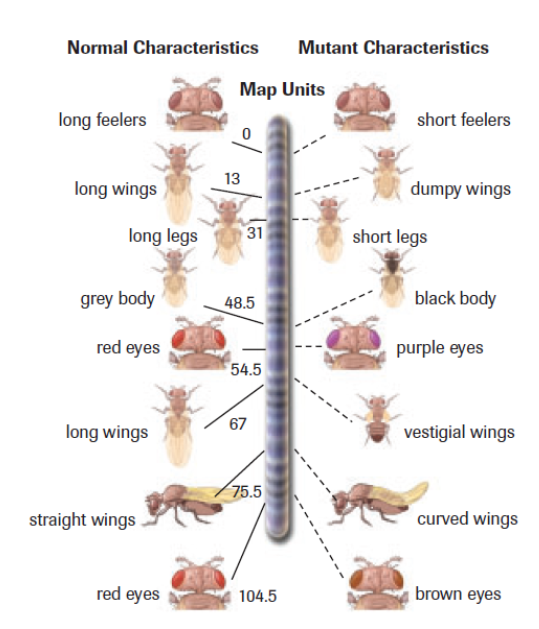 Normal Characteristics
Mutant Characteristics
Map Units
long feelers
0
short feelers
long wings
13
dumpy wings
long legs
31
short legs
grey body
48.5
black body
red eyes
54.5
purple eyes
long wings
67
vestigial wings
straight wings
75.5
curved wings
red eyes
104.5
brown eyes